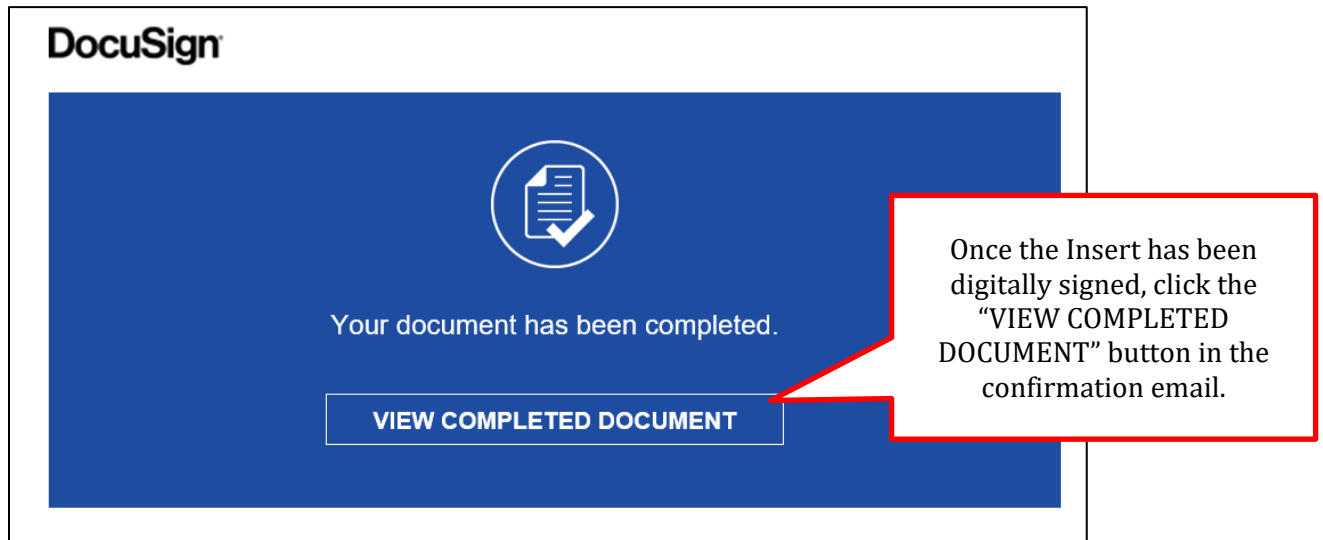 DocuSign
Your document has been completed.
VIEW COMPLETED DOCUMENT
Once the Insert has been
digitally signed, click the
“VIEW COMPLETED
DOCUMENT” button in the
confirmation email.